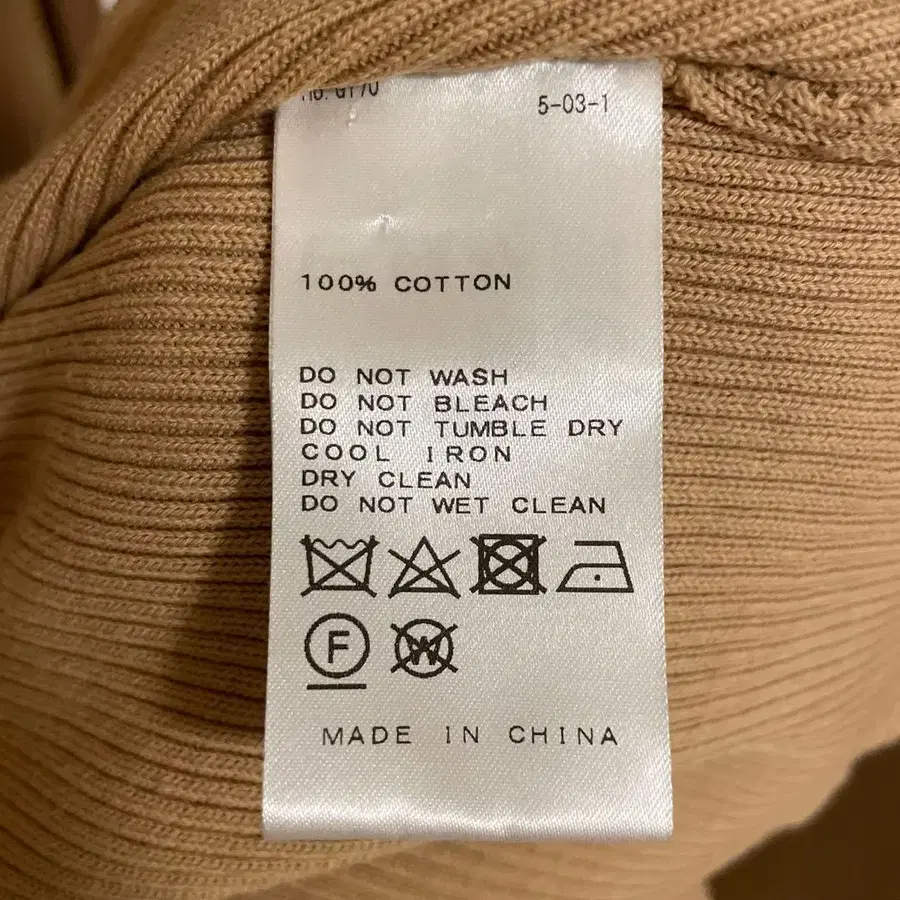 5-03-1
100% COTTON
DO NOT WASH
DO NOT BLEACH
DO NOT TUMBLE DRY
COOL IRON
DRY CLEAN
DO NOT WET CLEAN
F W
MADE IN CHINA